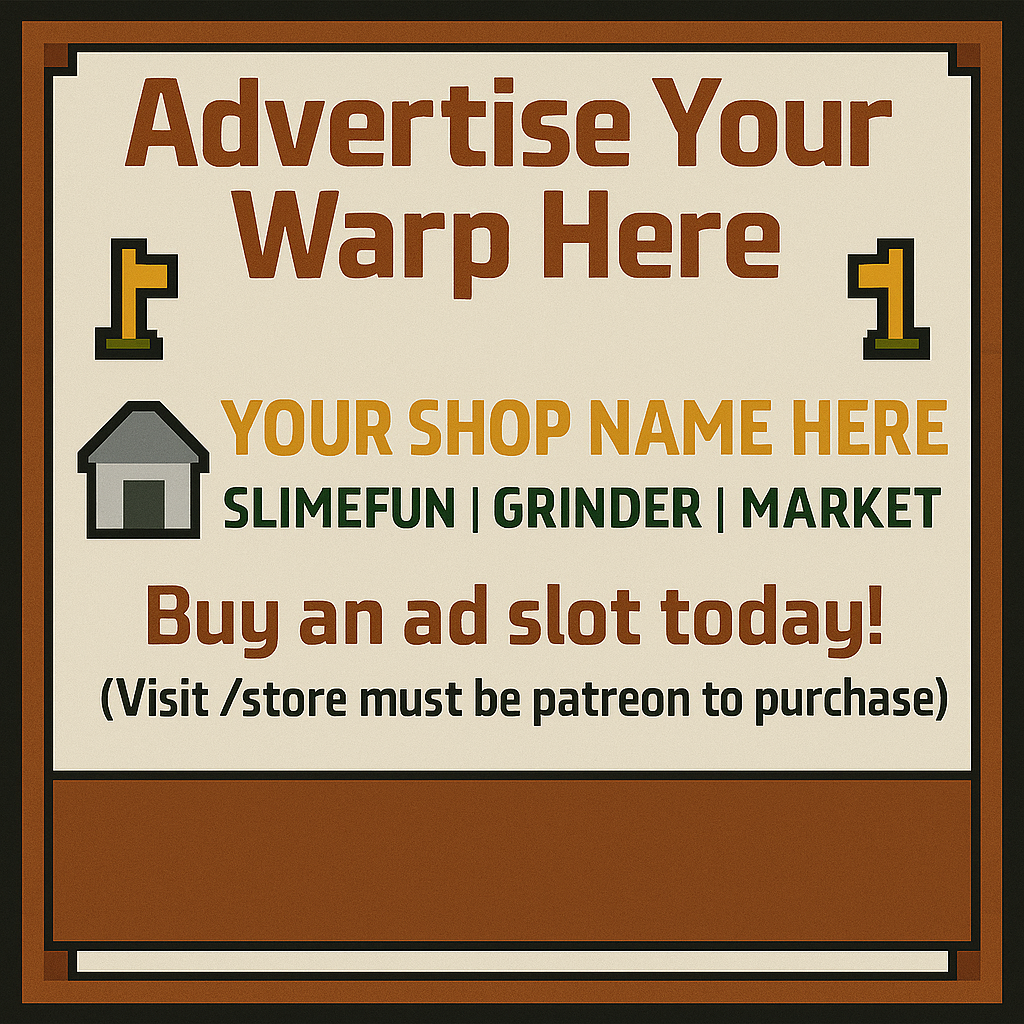 Advertise Your
Warp Here
YOUR SHOP NAME HERE
SLIMEFUN | GRINDER | MARKET
Buy an ad slot today!
(Visit /store must be patreon to purchase)